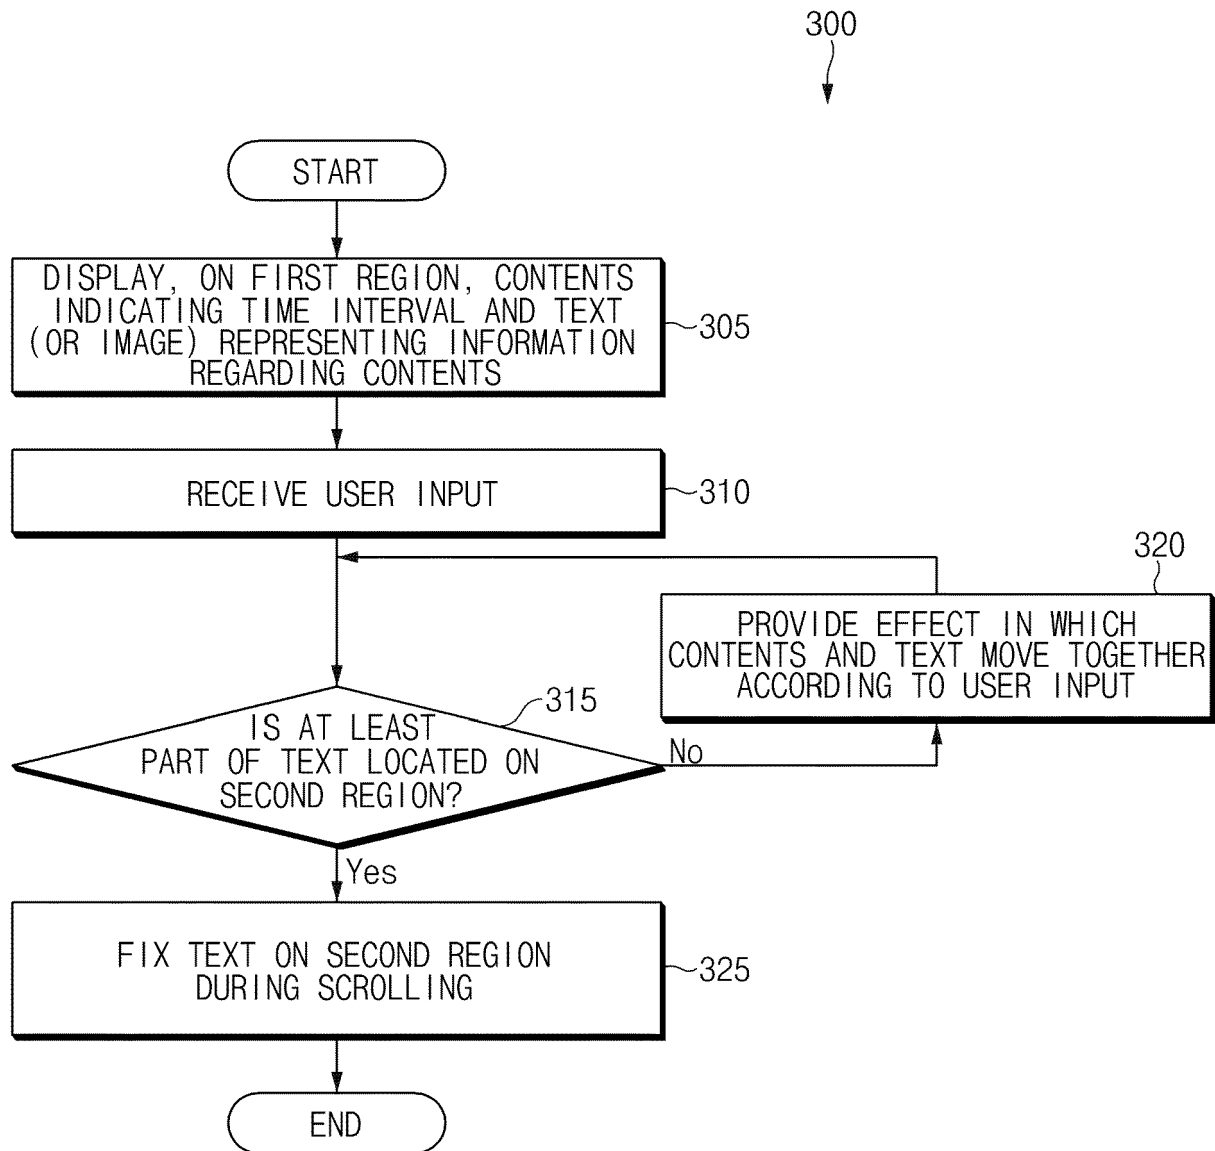 300
START
DISPLAY, ON FIRST REGION, CONTENTS
INDICATING TIME INTERVAL AND TEXT
(OR IMAGE) REPRESENTING INFORMATION
REGARDING CONTENTS
305
RECEIVE USER INPUT
310
320
PROVIDE EFFECT IN WHICH
CONTENTS AND TEXT MOVE TOGETHER
ACCORDING TO USER INPUT
315
IS AT LEAST
PART OF TEXT LOCATED ON
SECOND REGION?
No
Yes
FIX TEXT ON SECOND REGION
DURING SCROLLING
325
END